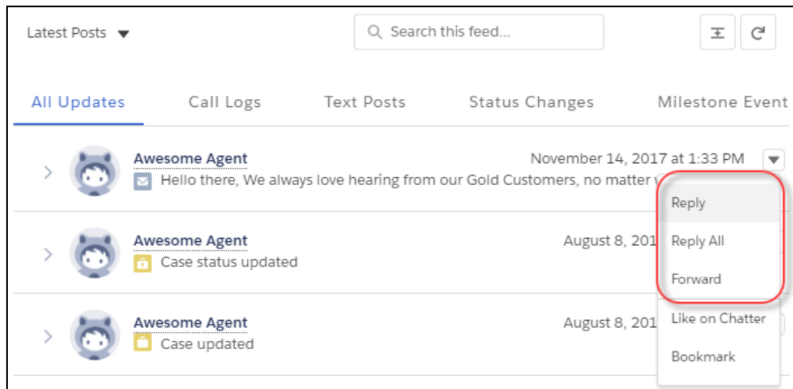 Latest Posts
Search this feed...
All Updates Call Logs Text Posts Status Changes Milestone Event
Awesome Agent November 14, 2017 at 1:33 PM
Hello there, We always love hearing from our Gold Customers, no matter
Reply
Awesome Agent August 8, 201
Reply All
Case status updated
Forward
Awesome Agent August 8, 201
Like on Chatter
Case updated
Bookmark